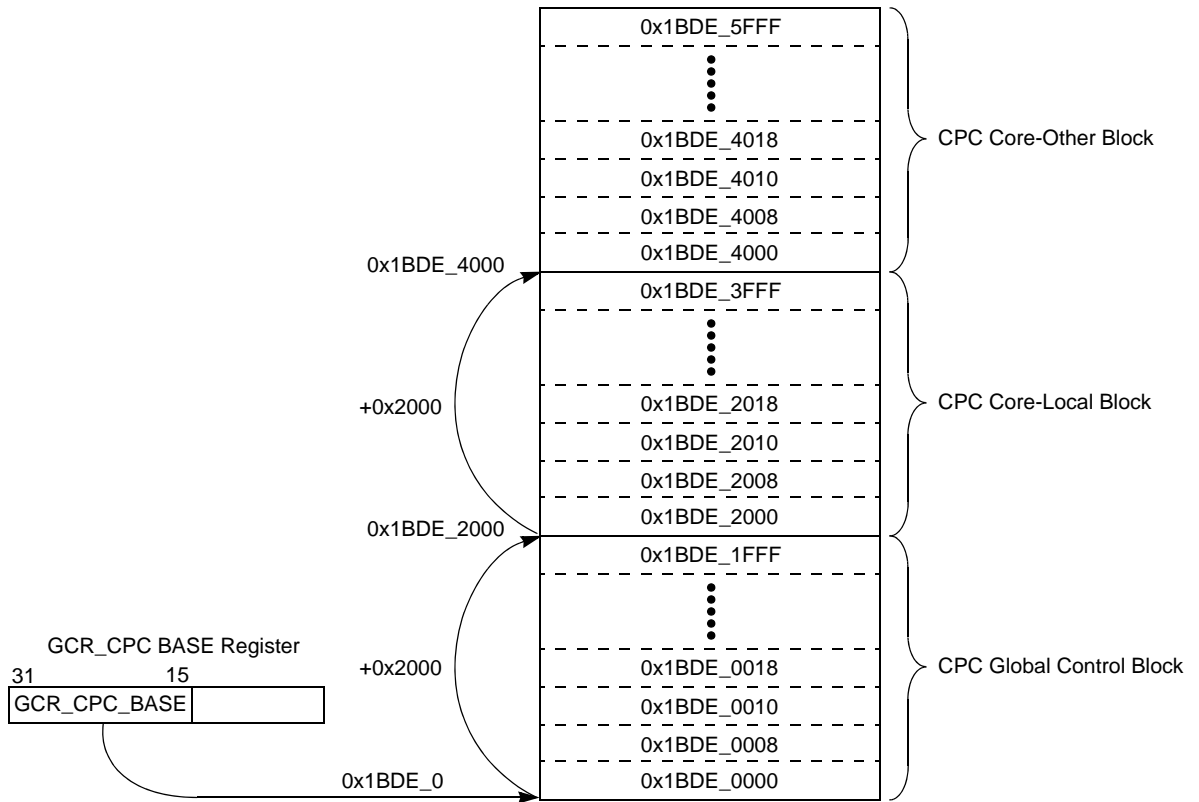 0x1BDE_5FFF
0x1BDE_4018
CPC Core-Other Block
0x1BDE_4010
0x1BDE_4008
0x1BDE_4000
0x1BDE_4000
0x1BDE_3FFF
+0x2000
0x1BDE_2018
CPC Core-Local Block
0x1BDE_2010
0x1BDE_2008
0x1BDE_2000
0x1BDE_2000
0x1BDE_1FFF
GCR_CPC BASE Register
31 15
GCR_CPC_BASE
+0x2000
0x1BDE_0018
CPC Global Control Block
0x1BDE_0010
0x1BDE_0008
0x1BDE_0
0x1BDE_0000